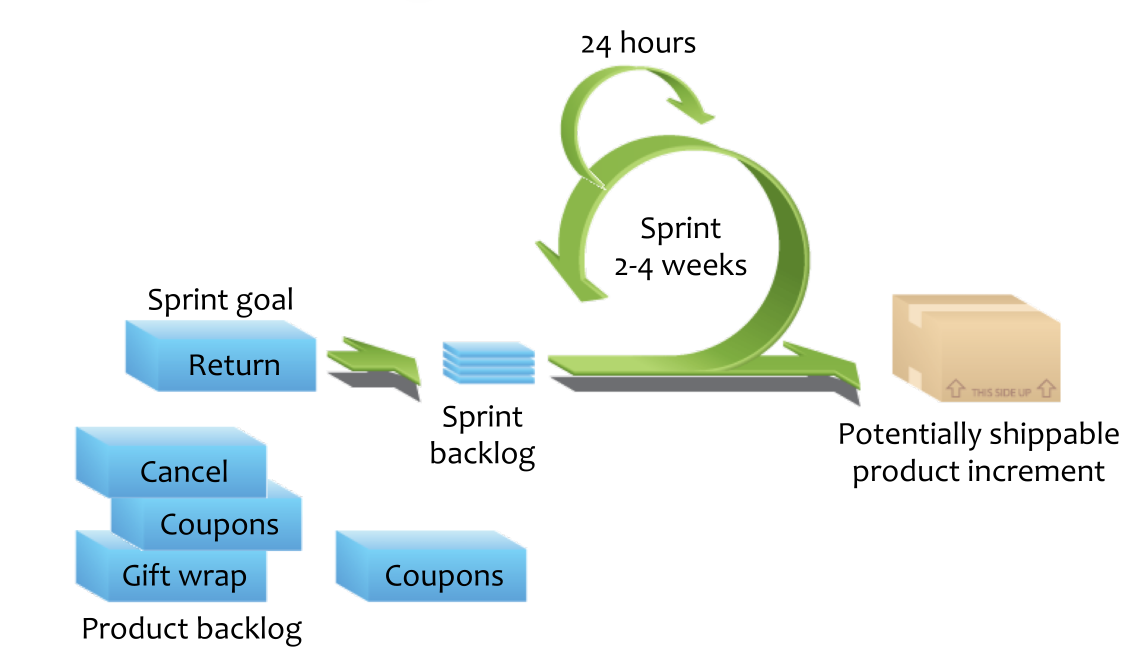 24 hours
Sprint
2-4 weeks
Sprint goal
Return
Sprint
backlog
THIS SIDE UP
Potentially shippable
product increment
Cancel
Coupons
Gift wrap
Coupons
Product backlog